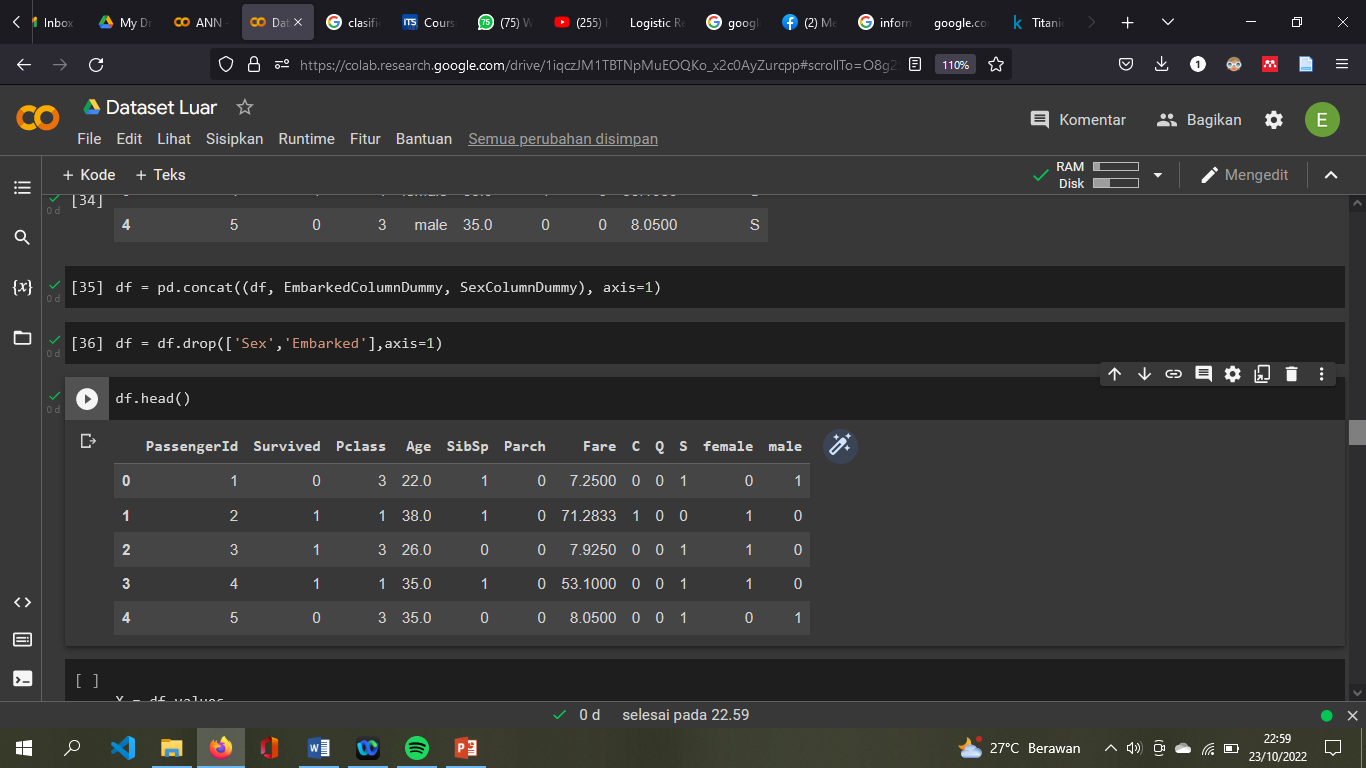 Inbox
My Dr
ANN -
Dat
clasifi
Cours
(75) W
(255) I
Logistic Re
googl
(2) Me
inform
google.co
Titani
https://colab.research.google.com/drive/1iqczJM1TBTNpMuEOQKo_x2c0AyZurcpp#scrollTo=O8g2
110%
Dataset Luar
File Edit Lihat Sisipkan Runtime Fitur Bantuan Semua perubahan disimpan
Komentar
Bagikan
E
+ Kode + Teks
RAM
Disk
Mengedit
[34]
0 d
4 5 0 3 male 35.0 0 0 8.0500 S
[35] df = pd.concat((df, EmbarkedColumnDummy, SexColumnDummy), axis=1)
0 d
[36] df = df.drop(['Sex','Embarked'],axis=1)
0 d
df.head()
0 d
PassengerId Survived Pclass Age SibSp Parch Fare C Q S female male
0 1 0 3 22.0 1 0 7.2500 0 0 1 0 1
1 2 1 1 38.0 1 0 71.2833 1 0 0 1 0
2 3 1 3 26.0 0 0 7.9250 0 0 1 1 0
3 4 1 1 35.0 1 0 53.1000 0 0 1 1 0
4 5 0 3 35.0 0 0 8.0500 0 0 1 0 1
[ ]
X = df.values
0 d selesai pada 22.59
27°C Berawan
22:59
23/10/2022